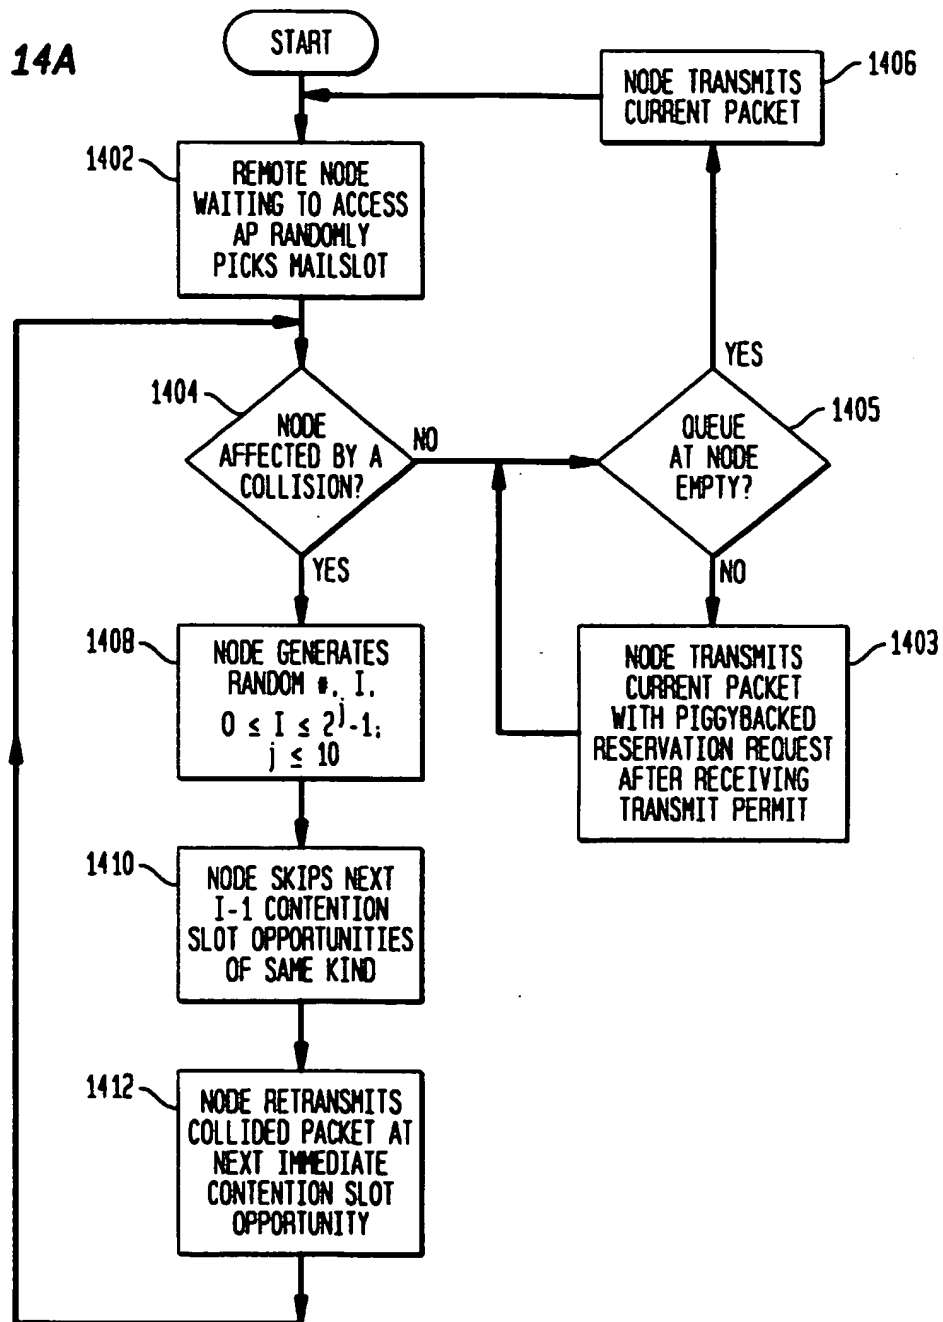 14A
START
1406
NODE TRANSMITS
CURRENT PACKET
1402
REMOTE NODE
WAITING TO ACCESS
AP RANDOMLY
PICKS MAILSLOT
YES
1404
NODE
AFFECTED BY A
COLLISION?
NO
1405
QUEUE
AT NODE
EMPTY?
YES
NO
1408
NODE GENERATES
RANDOM #, I,
0 ≤ I ≤ 2^j-1;
j ≤ 10
1403
NODE TRANSMITS
CURRENT PACKET
WITH PIGGYBACKED
RESERVATION REQUEST
AFTER RECEIVING
TRANSMIT PERMIT
1410
NODE SKIPS NEXT
I-1 CONTENTION
SLOT OPPORTUNITIES
OF SAME KIND
1412
NODE RETRANSMITS
COLLIDED PACKET AT
NEXT IMMEDIATE
CONTENTION SLOT
OPPORTUNITY